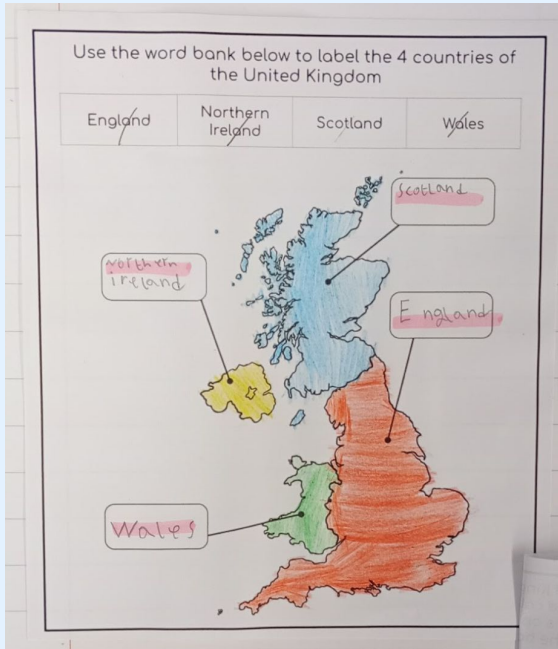 Use the word bank below to label the 4 countries of
the United Kingdom
England
Northern
Ireland
Scotland
Wales
Scotland
Northern
ireland
England
Wales